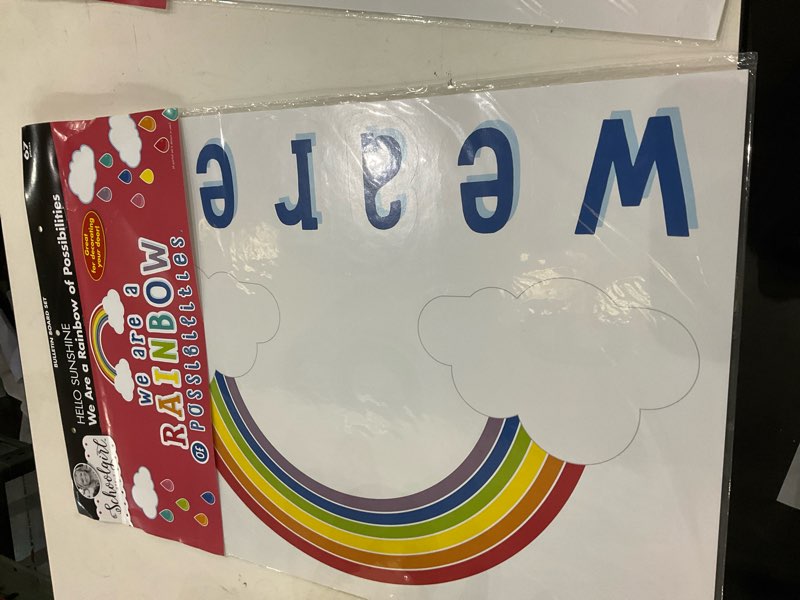 BULLETIN BOARD SET
HELLO SUNSHINE
We Are a Rainbow of Possibilities
67
Schoolgirl
we are a
RAINBOW
OF POSSIBILITIES
Great
for decorating
your door!
We are